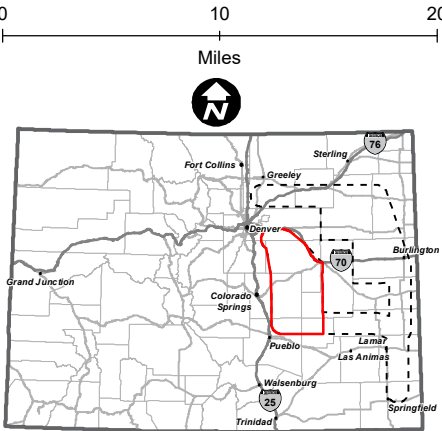 0 10 20
Miles
N
76
Sterling
Fort Collins
Greeley
Denver
Burlington
70
Grand Junction
Colorado
Springs
Pueblo
Lamar
Las Animas
Walsenburg
25
Springfield
Trinidad